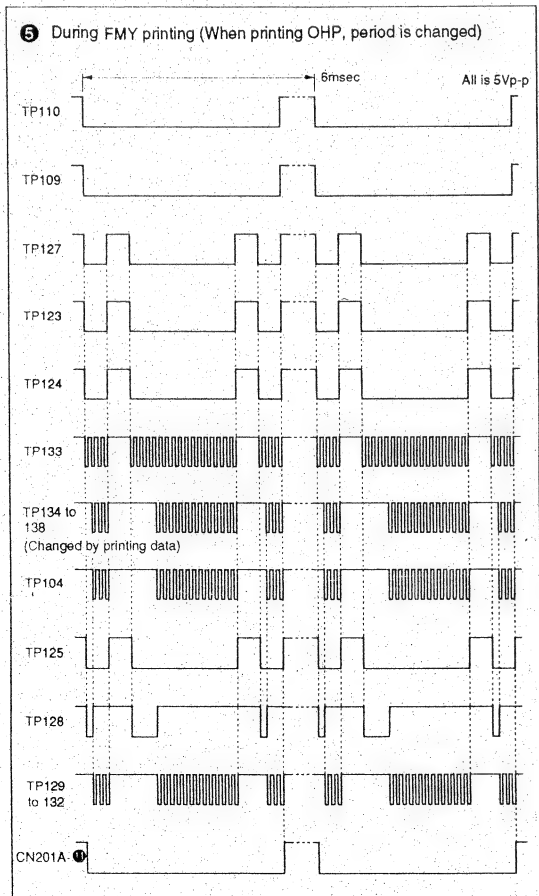 ❺ During FMY printing (When printing OHP, period is changed)
6msec
All is 5Vp-p
TP110
TP109
TP127
TP123
TP124
TP133
TP134 to
138
(Changed by printing data)
TP104
TP125
TP128
TP129
to 132
CN201A-